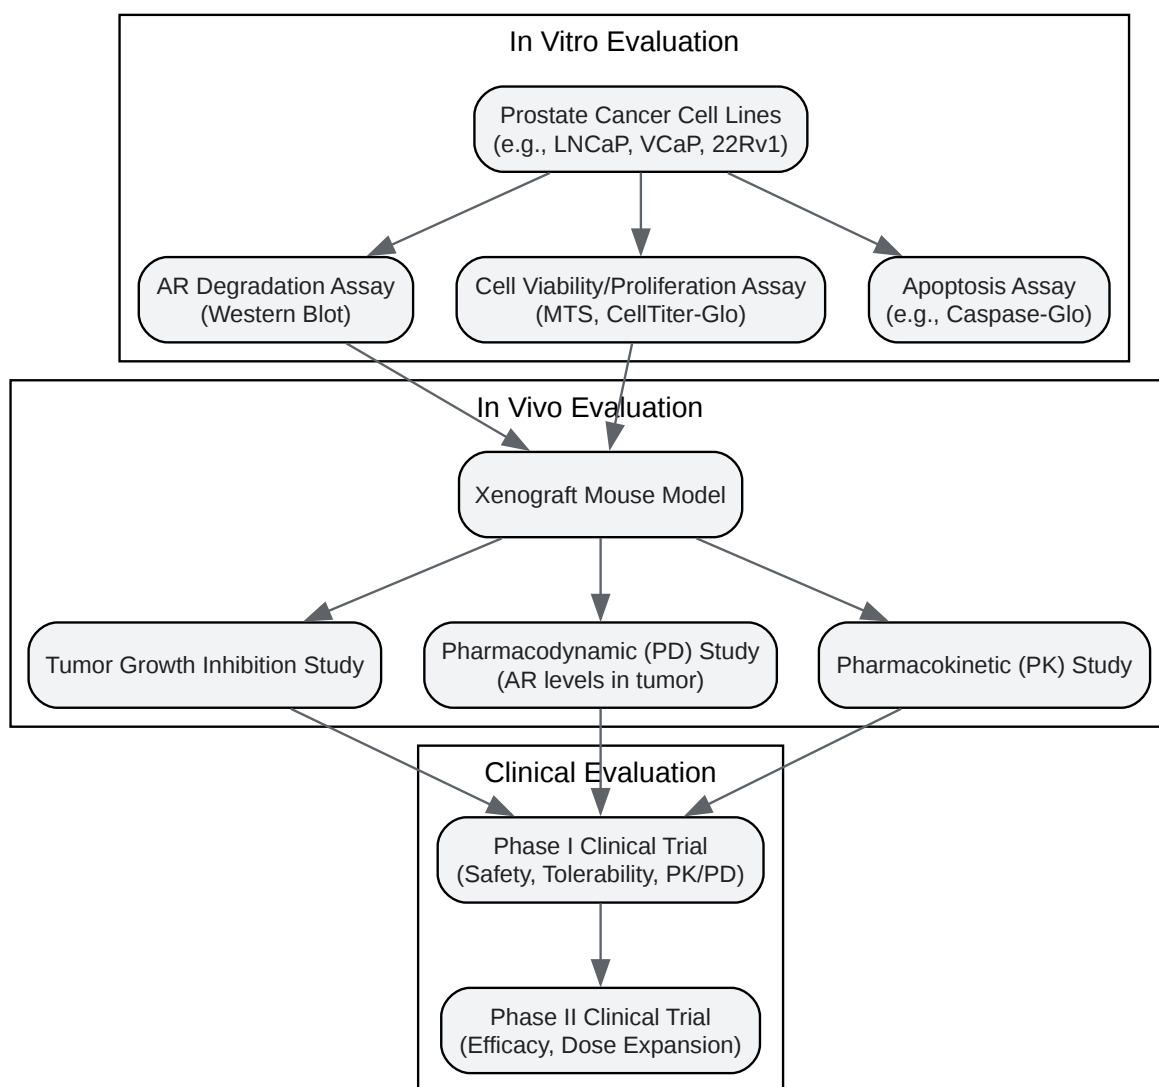 In Vitro Evaluation
Prostate Cancer Cell Lines
(e.g., LNCaP, VCaP, 22Rv1)
AR Degradation Assay
(Western Blot)
Cell Viability/Proliferation Assay
(MTS, CellTiter-Glo)
Apoptosis Assay
(e.g., Caspase-Glo)
In Vivo Evaluation
Xenograft Mouse Model
Tumor Growth Inhibition Study
Pharmacodynamic (PD) Study
(AR levels in tumor)
Pharmacokinetic (PK) Study
Clinical Evaluation
Phase I Clinical Trial
(Safety, Tolerability, PK/PD)
Phase II Clinical Trial
(Efficacy, Dose Expansion)